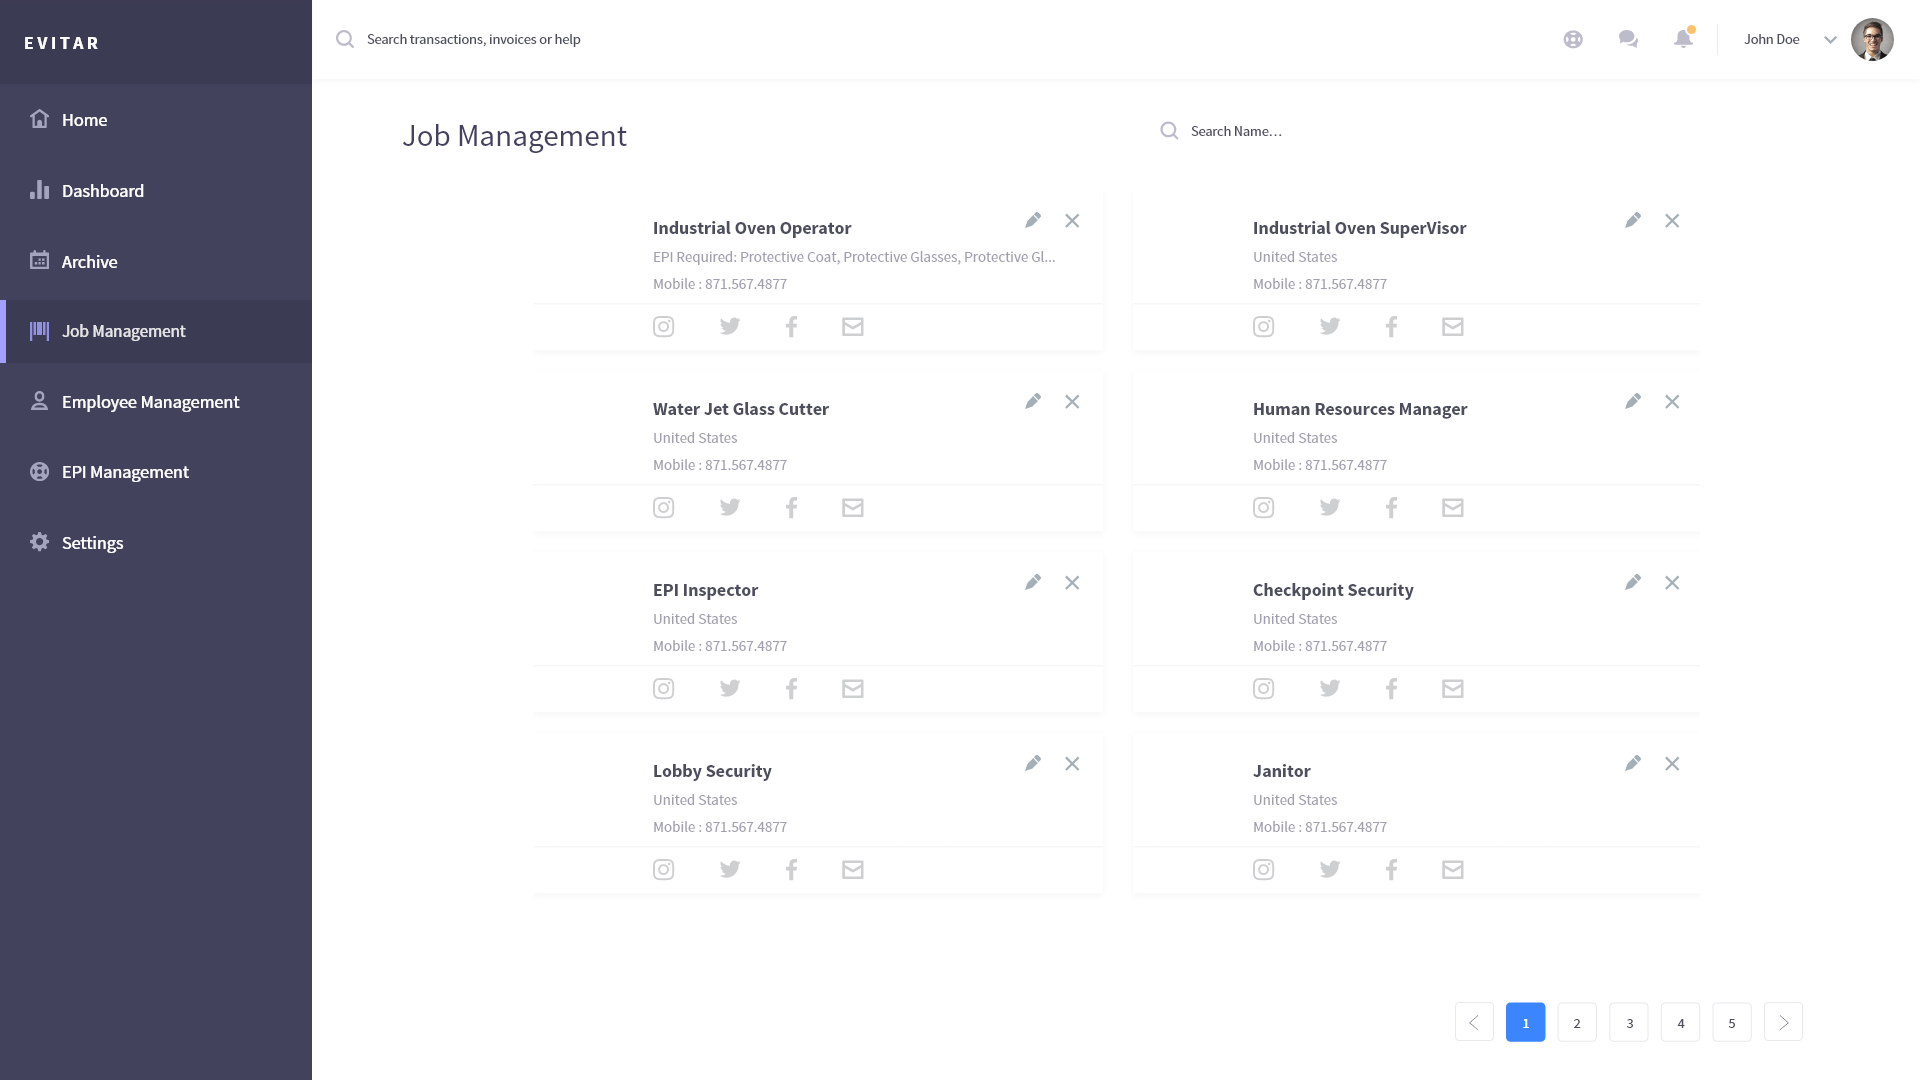 EVITAR
Search transactions, invoices or help
John Doe
Home
Dashboard
Archive
Job Management
Employee Management
EPI Management
Settings
Job Management
Search Name...
Industrial Oven Operator
EPI Required: Protective Coat, Protective Glasses, Protective Gl...
Mobile : 871.567.4877
Industrial Oven SuperVisor
United States
Mobile : 871.567.4877
Water Jet Glass Cutter
United States
Mobile : 871.567.4877
Human Resources Manager
United States
Mobile : 871.567.4877
EPI Inspector
United States
Mobile : 871.567.4877
Checkpoint Security
United States
Mobile : 871.567.4877
Lobby Security
United States
Mobile : 871.567.4877
Janitor
United States
Mobile : 871.567.4877
1 2 3 4 5